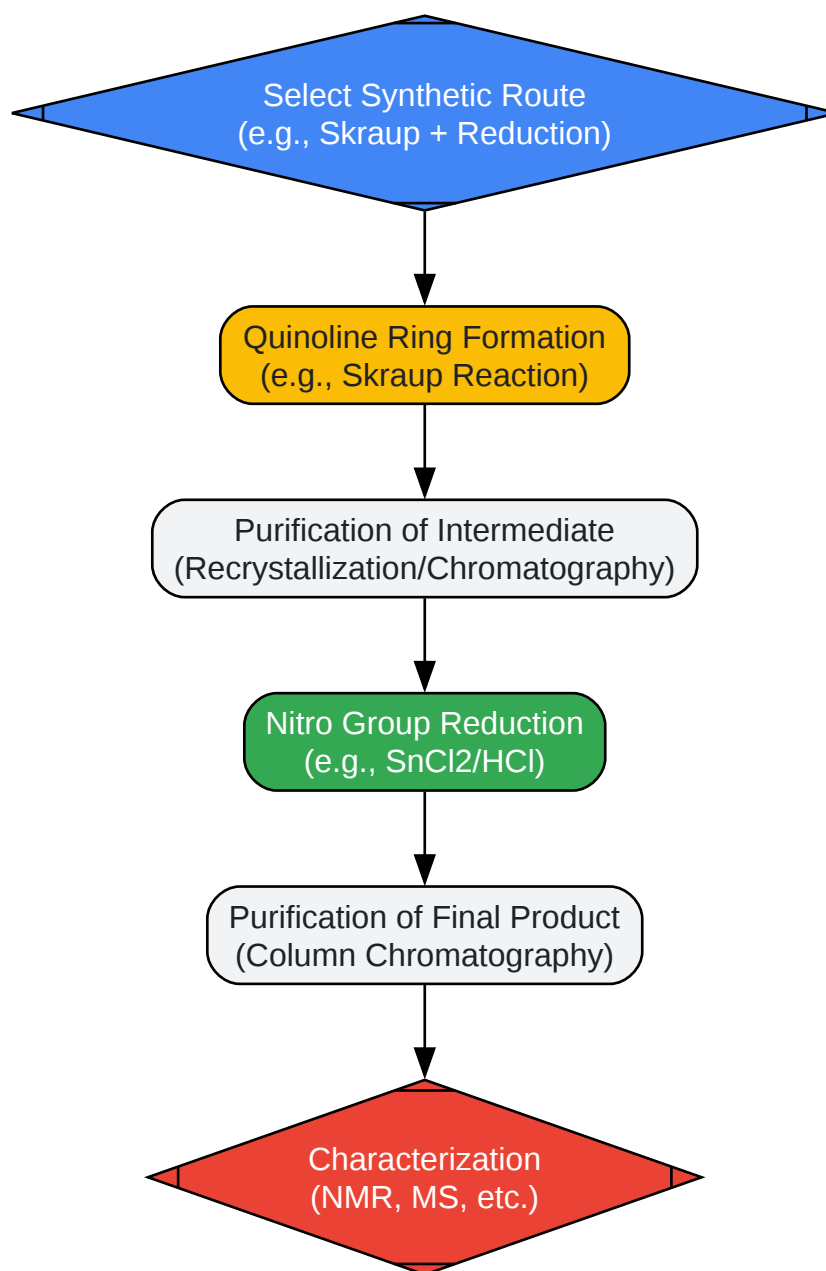 Select Synthetic Route
(e.g., Skraup + Reduction)
Quinoline Ring Formation
(e.g., Skraup Reaction)
Purification of Intermediate
(Recrystallization/Chromatography)
Nitro Group Reduction
(e.g., SnCl2/HCl)
Purification of Final Product
(Column Chromatography)
Characterization
(NMR, MS, etc.)